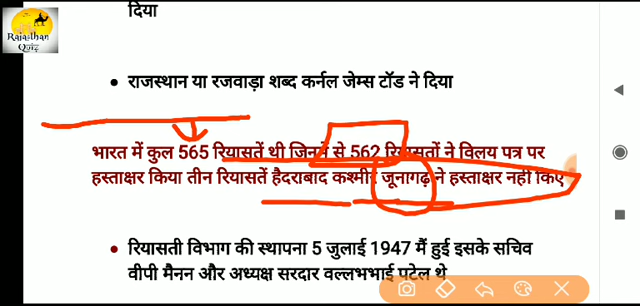 दिया
Rajasthan
Quiz
• राजस्थान या रजवाड़ा शब्द कर्नल जेम्स टॉड ने दिया
भारत में कुल 565 रियासतें थी जिनमें से 562 रियासतों ने विलय पत्र पर
हस्ताक्षर किया तीन रियासतें हैदराबाद कश्मीर जूनागढ़ ने हस्ताक्षर नही किए
• रियासती विभाग की स्थापना 5 जुलाई 1947 मैं हुई इसके सचिव
वीपी मैनन और अध्यक्ष सरदार वल्लभभाई पटेल थे